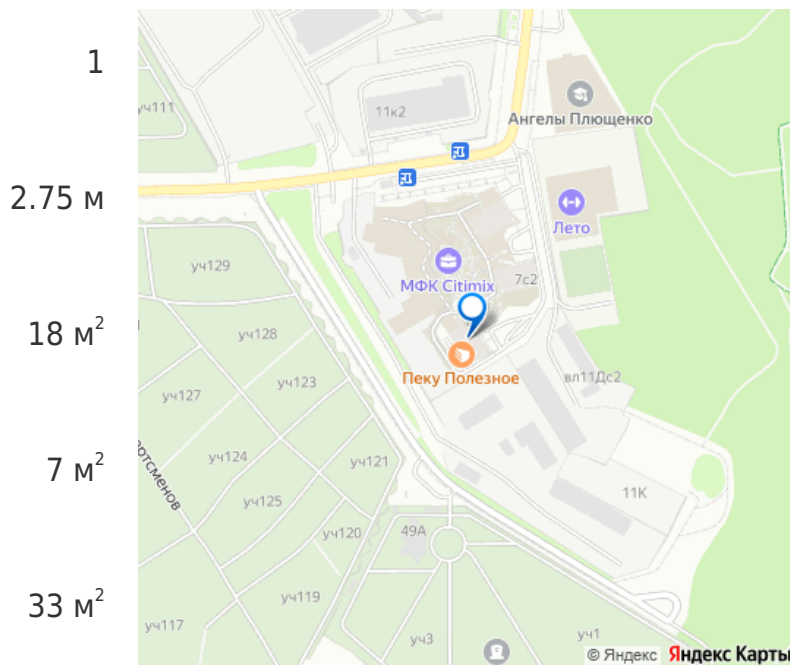 1
2.75 м
18 м²
7 м²
33 м²
уч111
11к2
Ангелы Плющенко
Лето
уч129
МФК Citimix
7с2
уч128
уч123
Пеку Полезное
вл11Дс2
уч127
уч124
уч121
ортсменов
уч125
11К
уч120
49А
уч119
уч117
уч3
уч1
© Яндекс Яндекс Карты